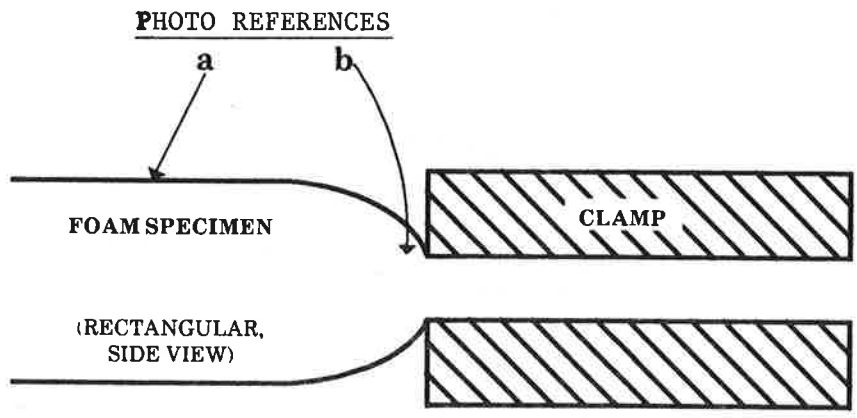 PHOTO REFERENCES
a b
FOAM SPECIMEN
CLAMP
(RECTANGULAR,
SIDE VIEW)